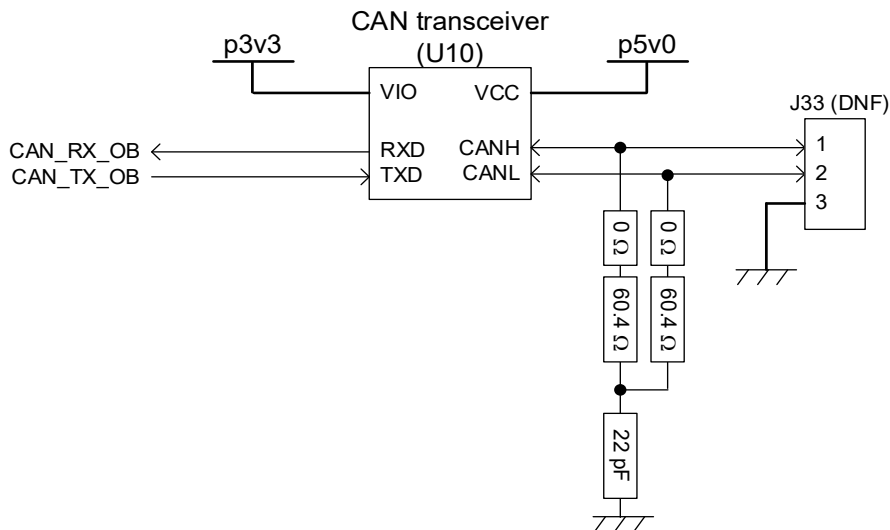 CAN transceiver
(U10)
p3v3
p5v0
VIO
VCC
J33 (DNF)
CAN_RX_OB
RXD
CANH
1
CAN_TX_OB
TXD
CANL
2
3
0 Ω
0 Ω
60.4 Ω
60.4 Ω
22 pF